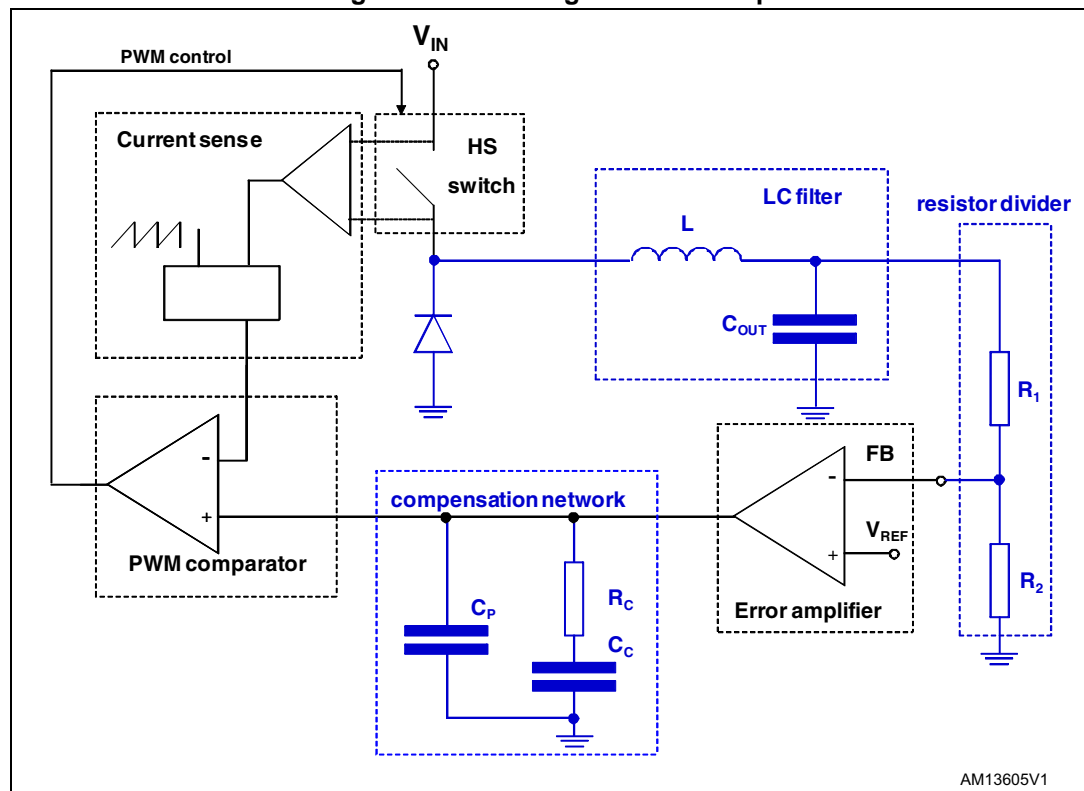 V_IN
PWM control
Current sense
HS
switch
LC filter
resistor divider
L
C_OUT
R_1
FB
-
-
compensation network
+
V_REF
+
PWM comparator
R_2
R_C
Error amplifier
C_P
C_C
AM13605V1